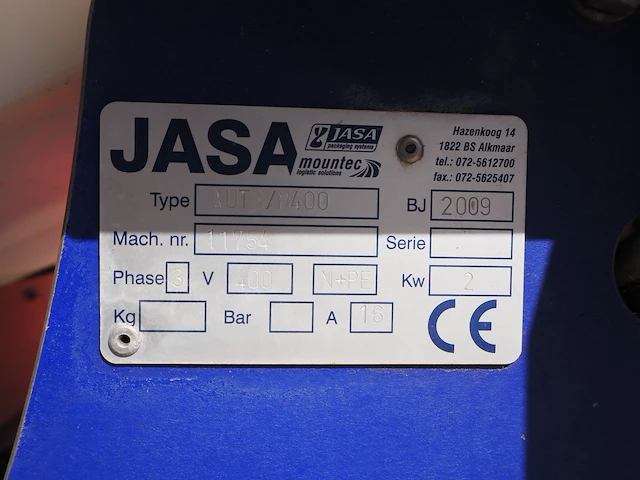 JASA
JASA
packaging systems
mountec
logistic solutions
Hazenkoog 14
1822 BS Alkmaar
tel.: 072-5612700
fax.: 072-5625407
Type
BJ 2009
Mach. nr. 11754 Serie
Phase 3 V 400 N+PE Kw 2
Kg Bar A 16
CE